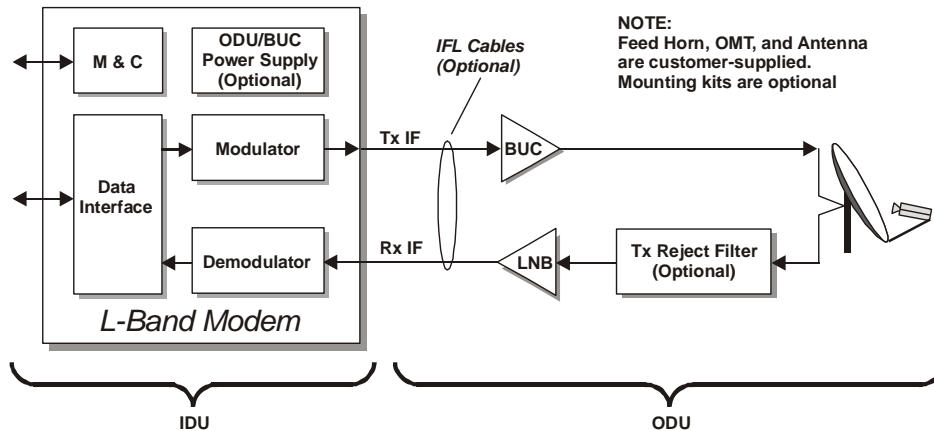 M & C
ODU/BUC
Power Supply
(Optional)
IFL Cables
(Optional)
NOTE:
Feed Horn, OMT, and Antenna
are customer-supplied.
Mounting kits are optional
Data
Interface
Modulator
Tx IF
BUC
Demodulator
Rx IF
LNB
Tx Reject Filter
(Optional)
L-Band Modem
IDU
ODU